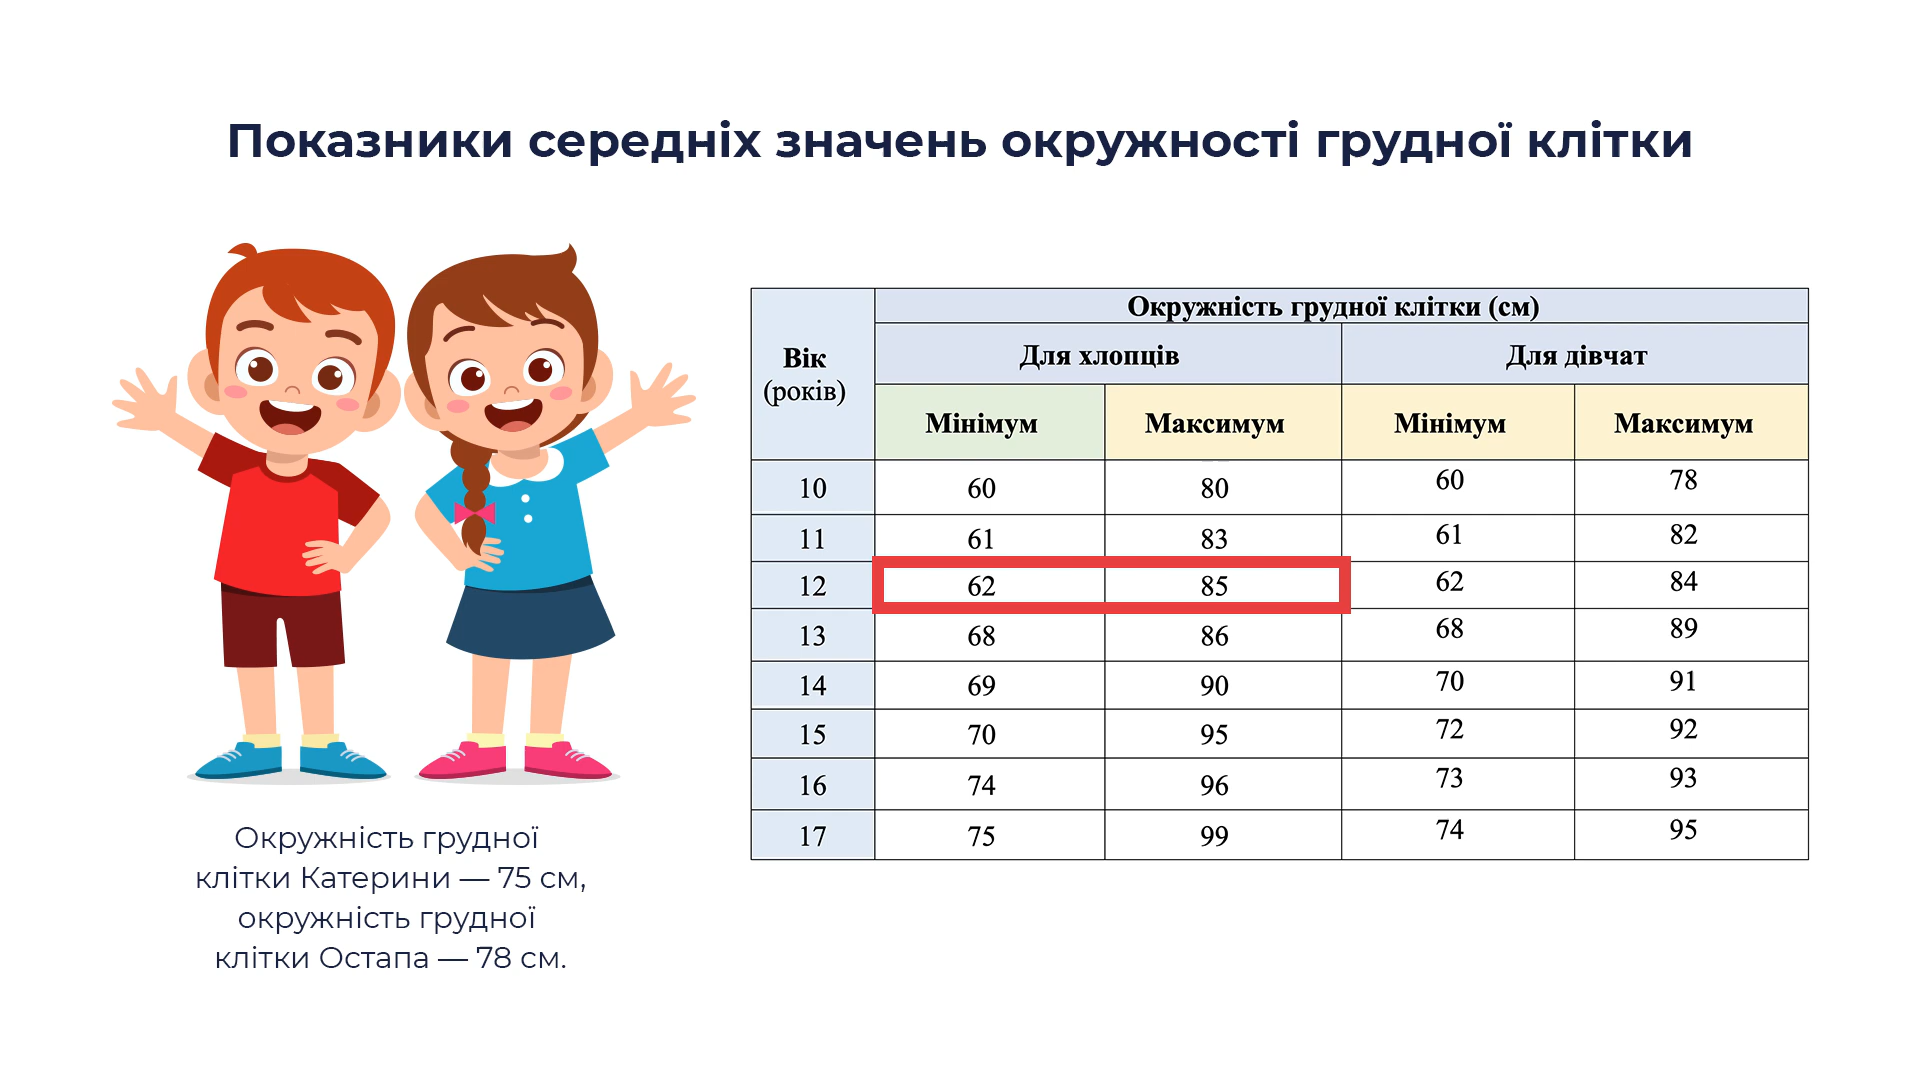 Показники середніх значень окружності грудної клітки
Окружність грудної
клітки Катерини — 75 см,
окружність грудної
клітки Остапа — 78 см.
Вік
(років)
Окружність грудної клітки (см)
Для хлопців Для дівчат
Мінімум Максимум Мінімум Максимум
10 60 80 60 78
11 61 83 61 82
12 62 85 62 84
13 68 86 68 89
14 69 90 70 91
15 70 95 72 92
16 74 96 73 93
17 75 99 74 95